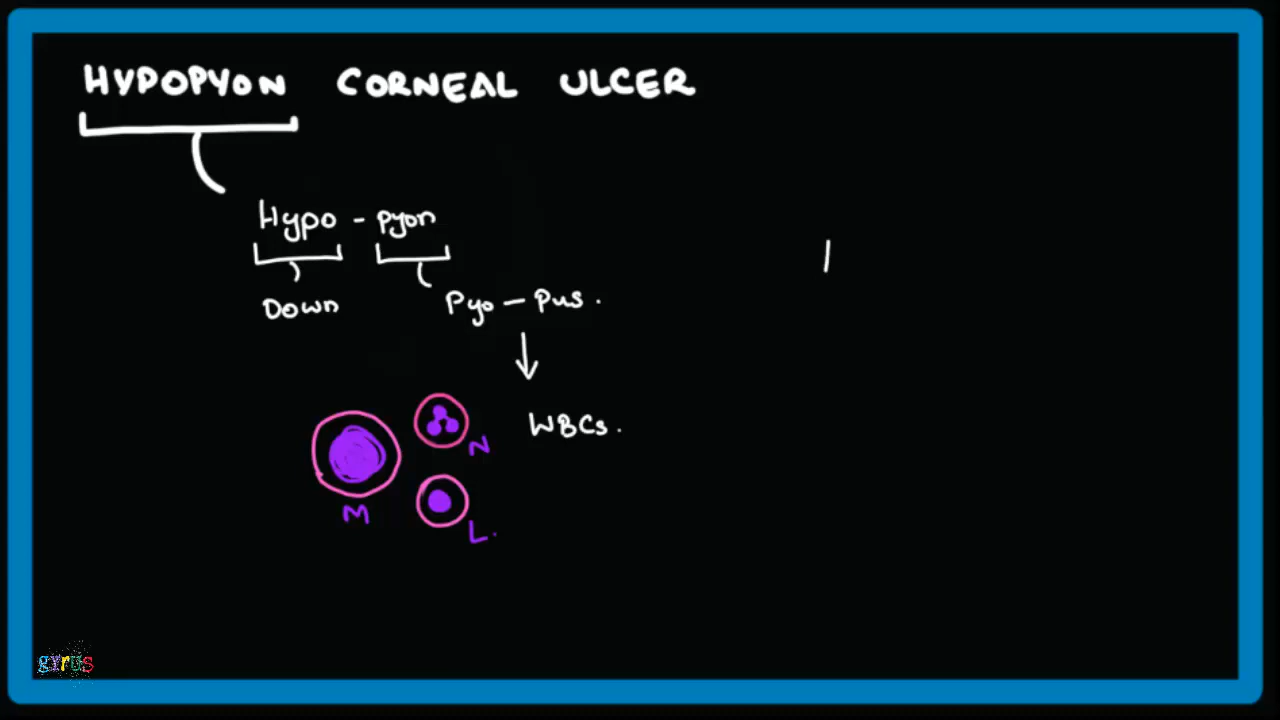 HYPOPYON CORNEAL ULCER
Hypo - pyon
Down
Pyo - pus.
WBCs.
N
M
L.
gyrus